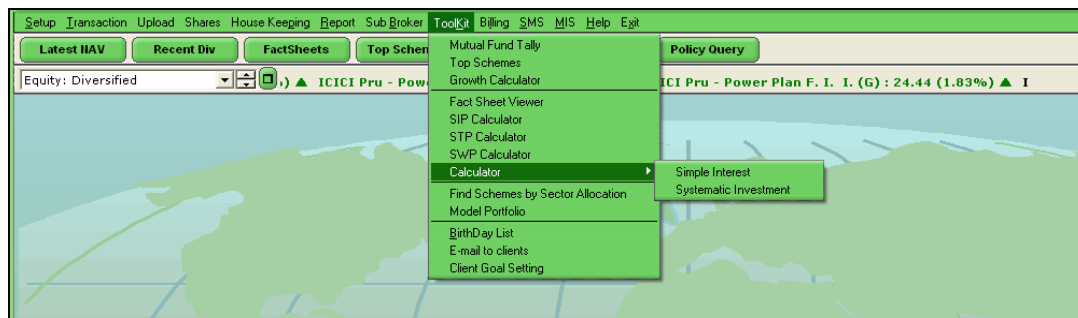 Setup Transaction Upload Shares House Keeping Report Sub Broker ToolKit Billing SMS MIS Help Exit
Latest NAV Recent Div FactSheets Top Schem Policy Query
Equity: Diversified ) ▲ ICICI Pru - Pow ICI Pru - Power Plan F. I. I. (G) : 24.44 (1.83%) ▲ I
Mutual Fund Tally
Top Schemes
Growth Calculator
Fact Sheet Viewer
SIP Calculator
STP Calculator
SWP Calculator
Calculator
Simple Interest
Systematic Investment
Find Schemes by Sector Allocation
Model Portfolio
BirthDay List
E-mail to clients
Client Goal Setting